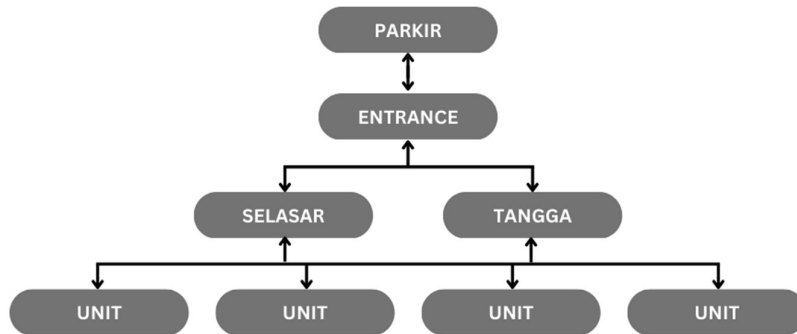 PARKIR
ENTRANCE
SELASAR
TANGGA
UNIT
UNIT
UNIT
UNIT